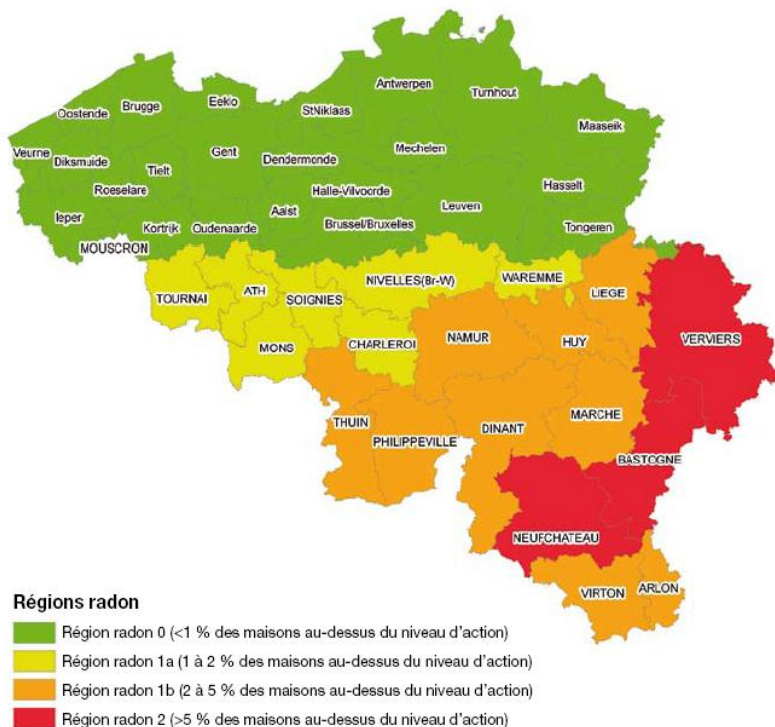 Antwerpen
Turnhout
Eeklo
StNiklaas
Brugge
Oostende
Maaseik
Mechelen
Gent
Veurne
Diksmuide
Dendermonde
Tielt
Hasselt
Roeselare
Halle-Vilvoorde
Leuven
Aalst
Ieper
Brussel/Bruxelles
Kortrijk
Oudenaarde
Tongeren
MOUSCRON
NIVELLES(Br-W)
WAREMME
ATH
LIEGE
TOURNAI
SOIGNIES
NAMUR
VERVIERS
HUY
CHARLEROI
MONS
MARCHE
THUIN
DINANT
PHILIPPEVILLE
BASTOGNE
NEUFCHATEAU
ARLON
VIRTON
Régions radon
Région radon 0 (<1 % des maisons au-dessus du niveau d'action)
Région radon 1a (1 à 2 % des maisons au-dessus du niveau d'action)
Région radon 1b (2 à 5 % des maisons au-dessus du niveau d'action)
Région radon 2 (>5 % des maisons au-dessus du niveau d'action)